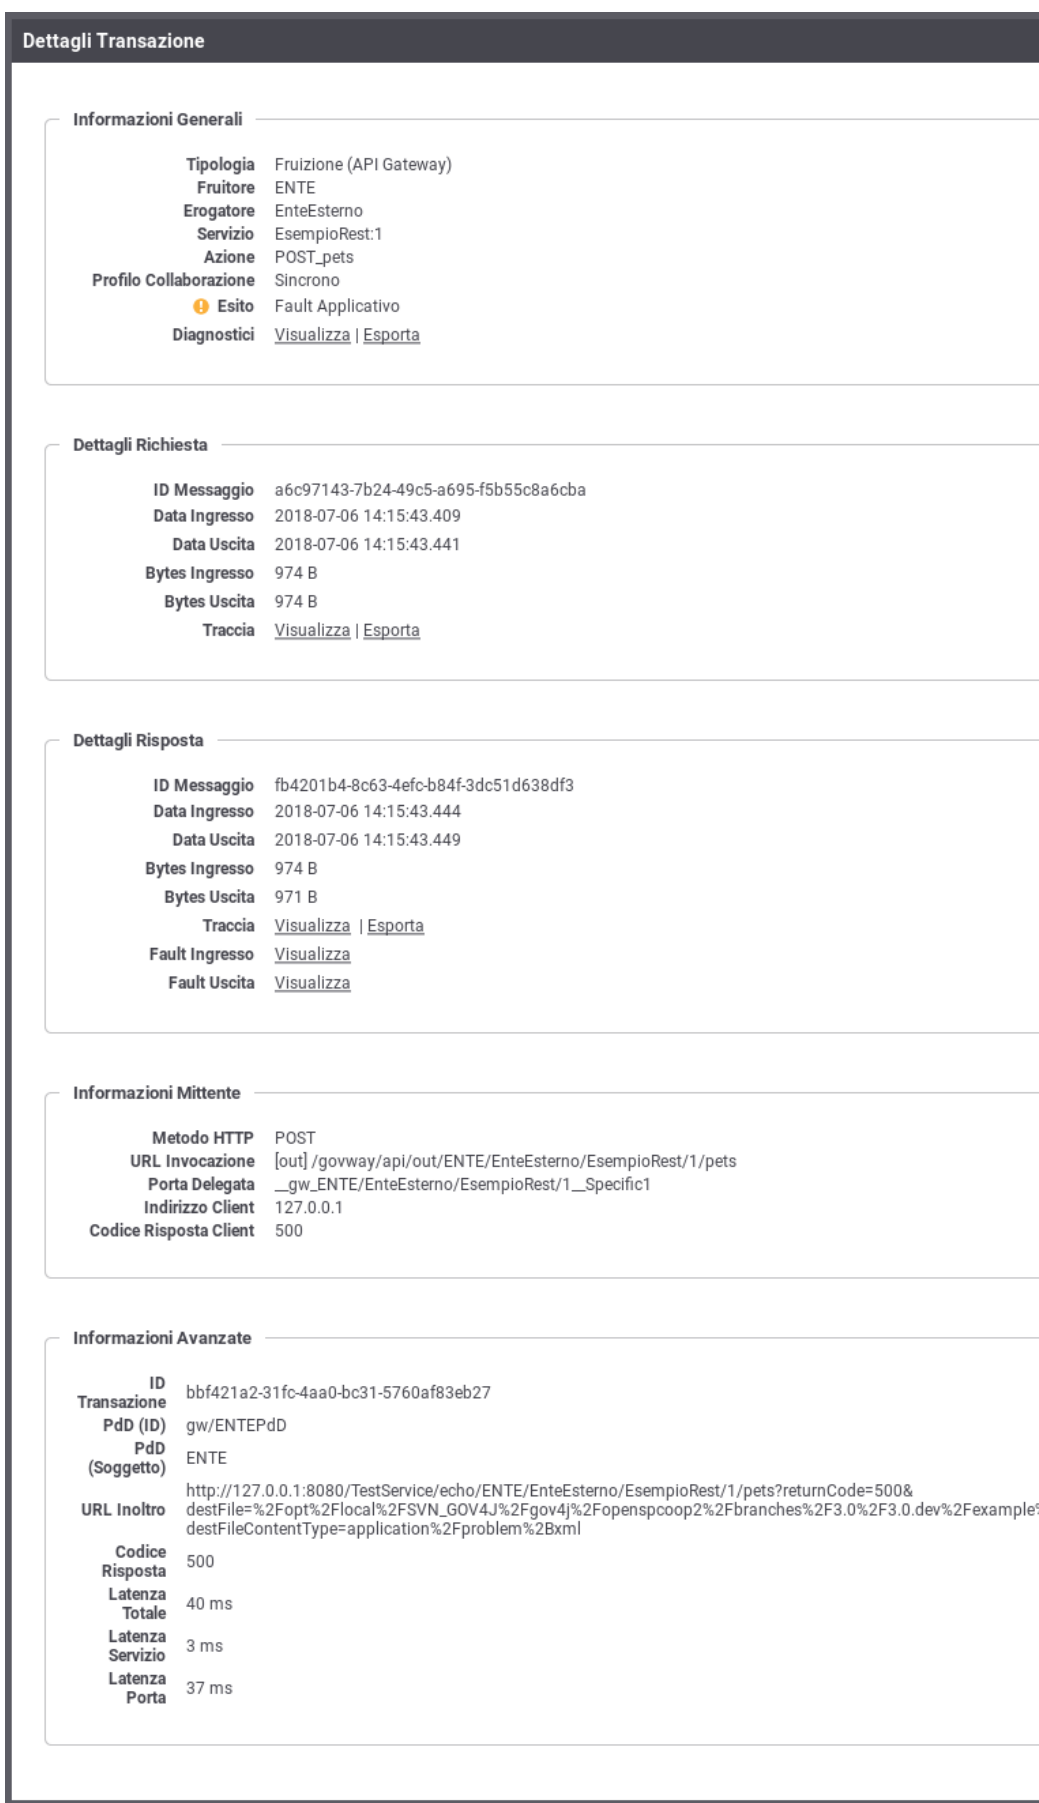 Dettagli Transazione
Informazioni Generali
Tipologia Fruizione (API Gateway)
Fruitore ENTE
Erogatore EnteEsterno
Servizio EsempioRest:1
Azione POST_pets
Profilo Collaborazione Sincrono
Esito Fault Applicativo
Diagnostici Visualizza | Esporta
Dettagli Richiesta
ID Messaggio a6c97143-7b24-49c5-a695-f5b55c8a6cba
Data Ingresso 2018-07-06 14:15:43.409
Data Uscita 2018-07-06 14:15:43.441
Bytes Ingresso 974 B
Bytes Uscita 974 B
Traccia Visualizza | Esporta
Dettagli Risposta
ID Messaggio fb4201b4-8c63-4efc-b84f-3dc51d638df3
Data Ingresso 2018-07-06 14:15:43.444
Data Uscita 2018-07-06 14:15:43.449
Bytes Ingresso 974 B
Bytes Uscita 971 B
Traccia Visualizza | Esporta
Fault Ingresso Visualizza
Fault Uscita Visualizza
Informazioni Mittente
Metodo HTTP POST
URL Invocazione [out] /govway/api/out/ENTE/EnteEsterno/EsempioRest/1/pets
Porta Delegata __gw_ENTE/EnteEsterno/EsempioRest/1__Specific1
Indirizzo Client 127.0.0.1
Codice Risposta Client 500
Informazioni Avanzate
ID
Transazione bbf421a2-31fc-4aa0-bc31-5760af83eb27
PdD (ID) gw/ENTEPdD
PdD
(Soggetto) ENTE
http://127.0.0.1:8080/TestService/echo/ENTE/EnteEsterno/EsempioRest/1/pets?returnCode=500&
URL Inoltro destFile=%2Fopt%2Flocal%2FSVN_GOV4J%2Fgov4j%2Fopenspcoop2%2Fbranches%2F3.0%2F3.0.dev%2Fexample%
destFileContentType=application%2Fproblem%2Bxml
Codice
Risposta 500
Latenza
Totale 40 ms
Latenza
Servizio 3 ms
Latenza
Porta 37 ms